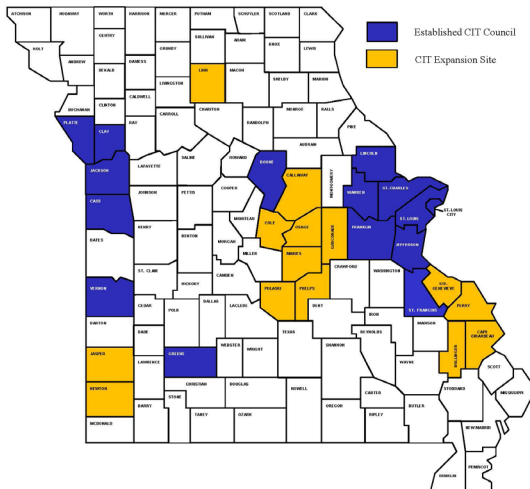 ATCHISON
NODAWAY
WORTH
HARRISON
MERCER
PUTNAM
SCHUYLER
SCOTLAND
CLARK
GENTRY
SULLIVAN
ADAIR
KNOX
LEWIS
HOLT
ANDREW
DEKALB
DAVIESS
GRUNDY
LINN
MACON
SHELBY
MARION
LIVINGSTON
BUCHANAN
CLINTON
CALDWELL
CHARITON
MONROE
RALLS
CARROLL
RANDOLPH
PIKE
PLATTE
CLAY
RAY
AUDRAIN
SALINE
HOWARD
BOONE
LINCOLN
JACKSON
LAFAYETTE
CALLAWAY
MONTGOMERY
WARREN
ST. CHARLES
COOPER
CASS
JOHNSON
PETTIS
ST. LOUIS
ST. LOUIS
CITY
MONITEAU
COLE
OSAGE
GASCONADE
FRANKLIN
JEFFERSON
BATES
HENRY
BENTON
MORGAN
MILLER
MARIES
CRAWFORD
WASHINGTON
ST. CLAIR
CAMDEN
STE.
GENEVIEVE
VERNON
HICKORY
PULASKI
PHELPS
PERRY
CEDAR
POLK
DALLAS
LACLEDE
DENT
IRON
ST. FRANCOIS
BARTON
DADE
TEXAS
REYNOLDS
MADISON
CAPE
GIRARDEAU
BOLLINGER
JASPER
LAWRENCE
GREENE
WEBSTER
WRIGHT
SHANNON
WAYNE
SCOTT
NEWTON
CHRISTIAN
DOUGLAS
HOWELL
CARTER
STODDARD
MISSISSIPPI
BARRY
STONE
TANEY
OZARK
OREGON
RIPLEY
BUTLER
NEW MADRID
MCDONALD
DUNKLIN
PEMISCOT
Established CIT Council
CIT Expansion Site